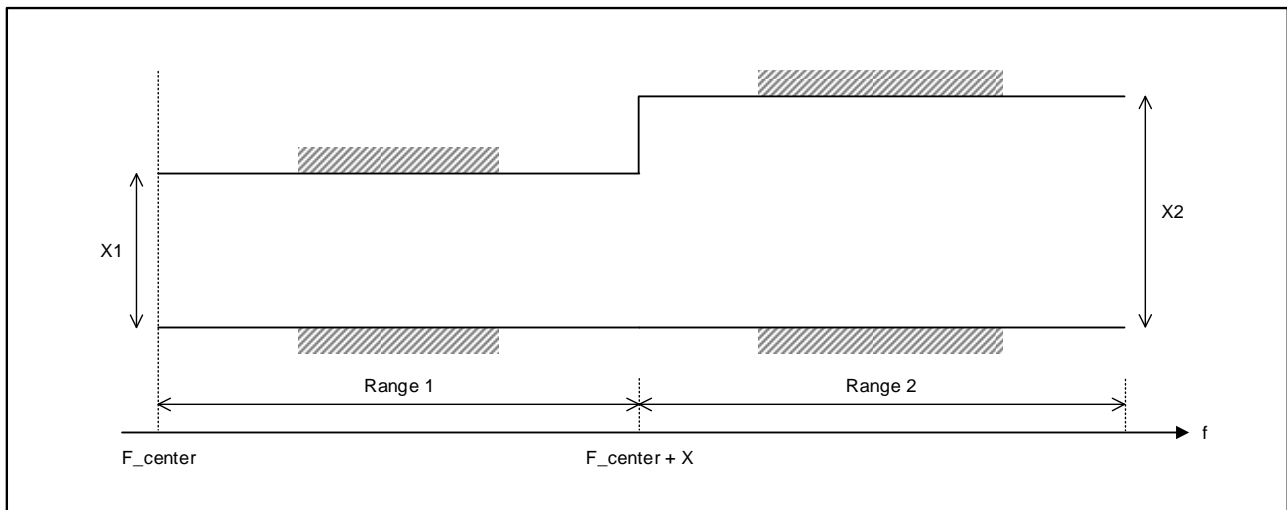 X2
X1
Range 1
Range 2
f
F_center
F_center + X